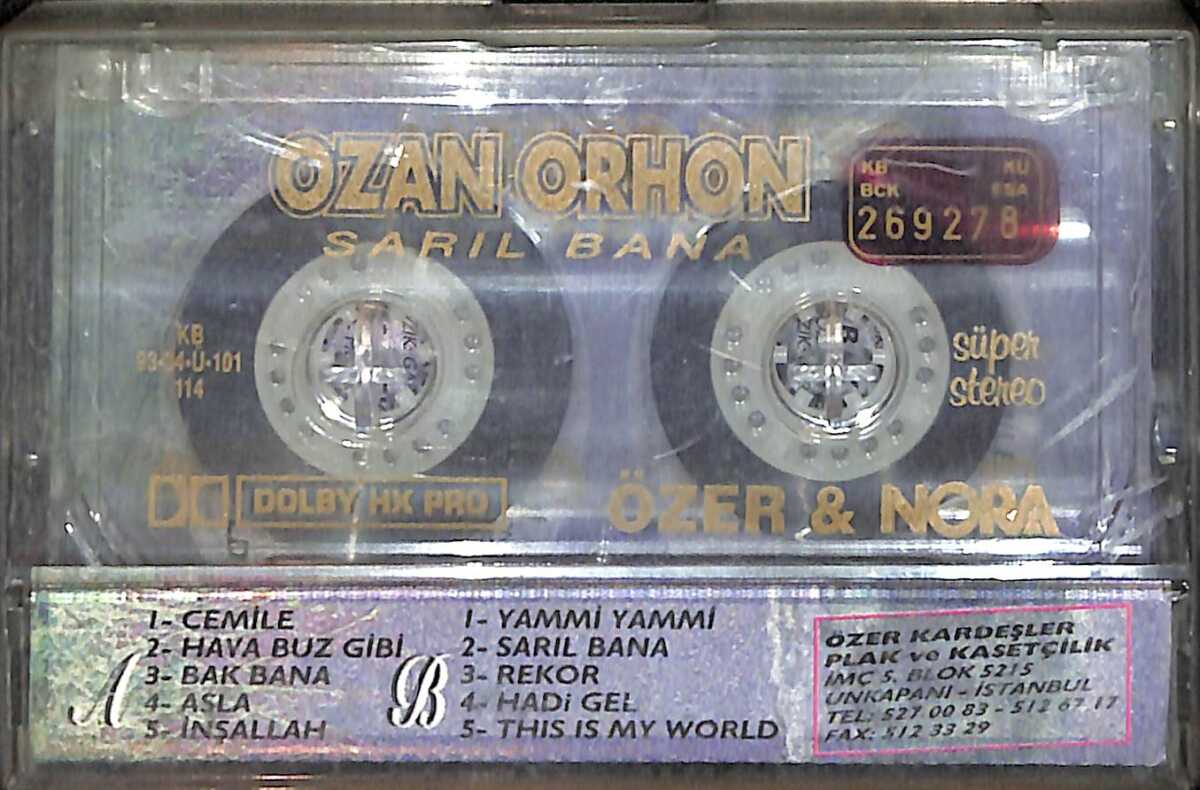 OZAN ORHON
SARIL BANA
KB KÜ
BCK
269278
KB
93-34-Ü-101
114
süper
stereo
DOLBY HX PRO
ÖZER & NORA
A
1- CEMİLE
2- HAVA BUZ GİBİ
3- BAK BANA
4- ASLA
5- İNŞALLAH
B
1- YAMMİ YAMMİ
2- SARIL BANA
3- REKOR
4- HADİ GEL
5- THIS IS MY WORLD
ÖZER KARDEŞLER
PLAK ve KASETÇİLİK
İMÇ 5. BLOK 5215
UNKAPANI - İSTANBUL
TEL: 527 00 83 - 512 67 17
FAX: 512 33 29